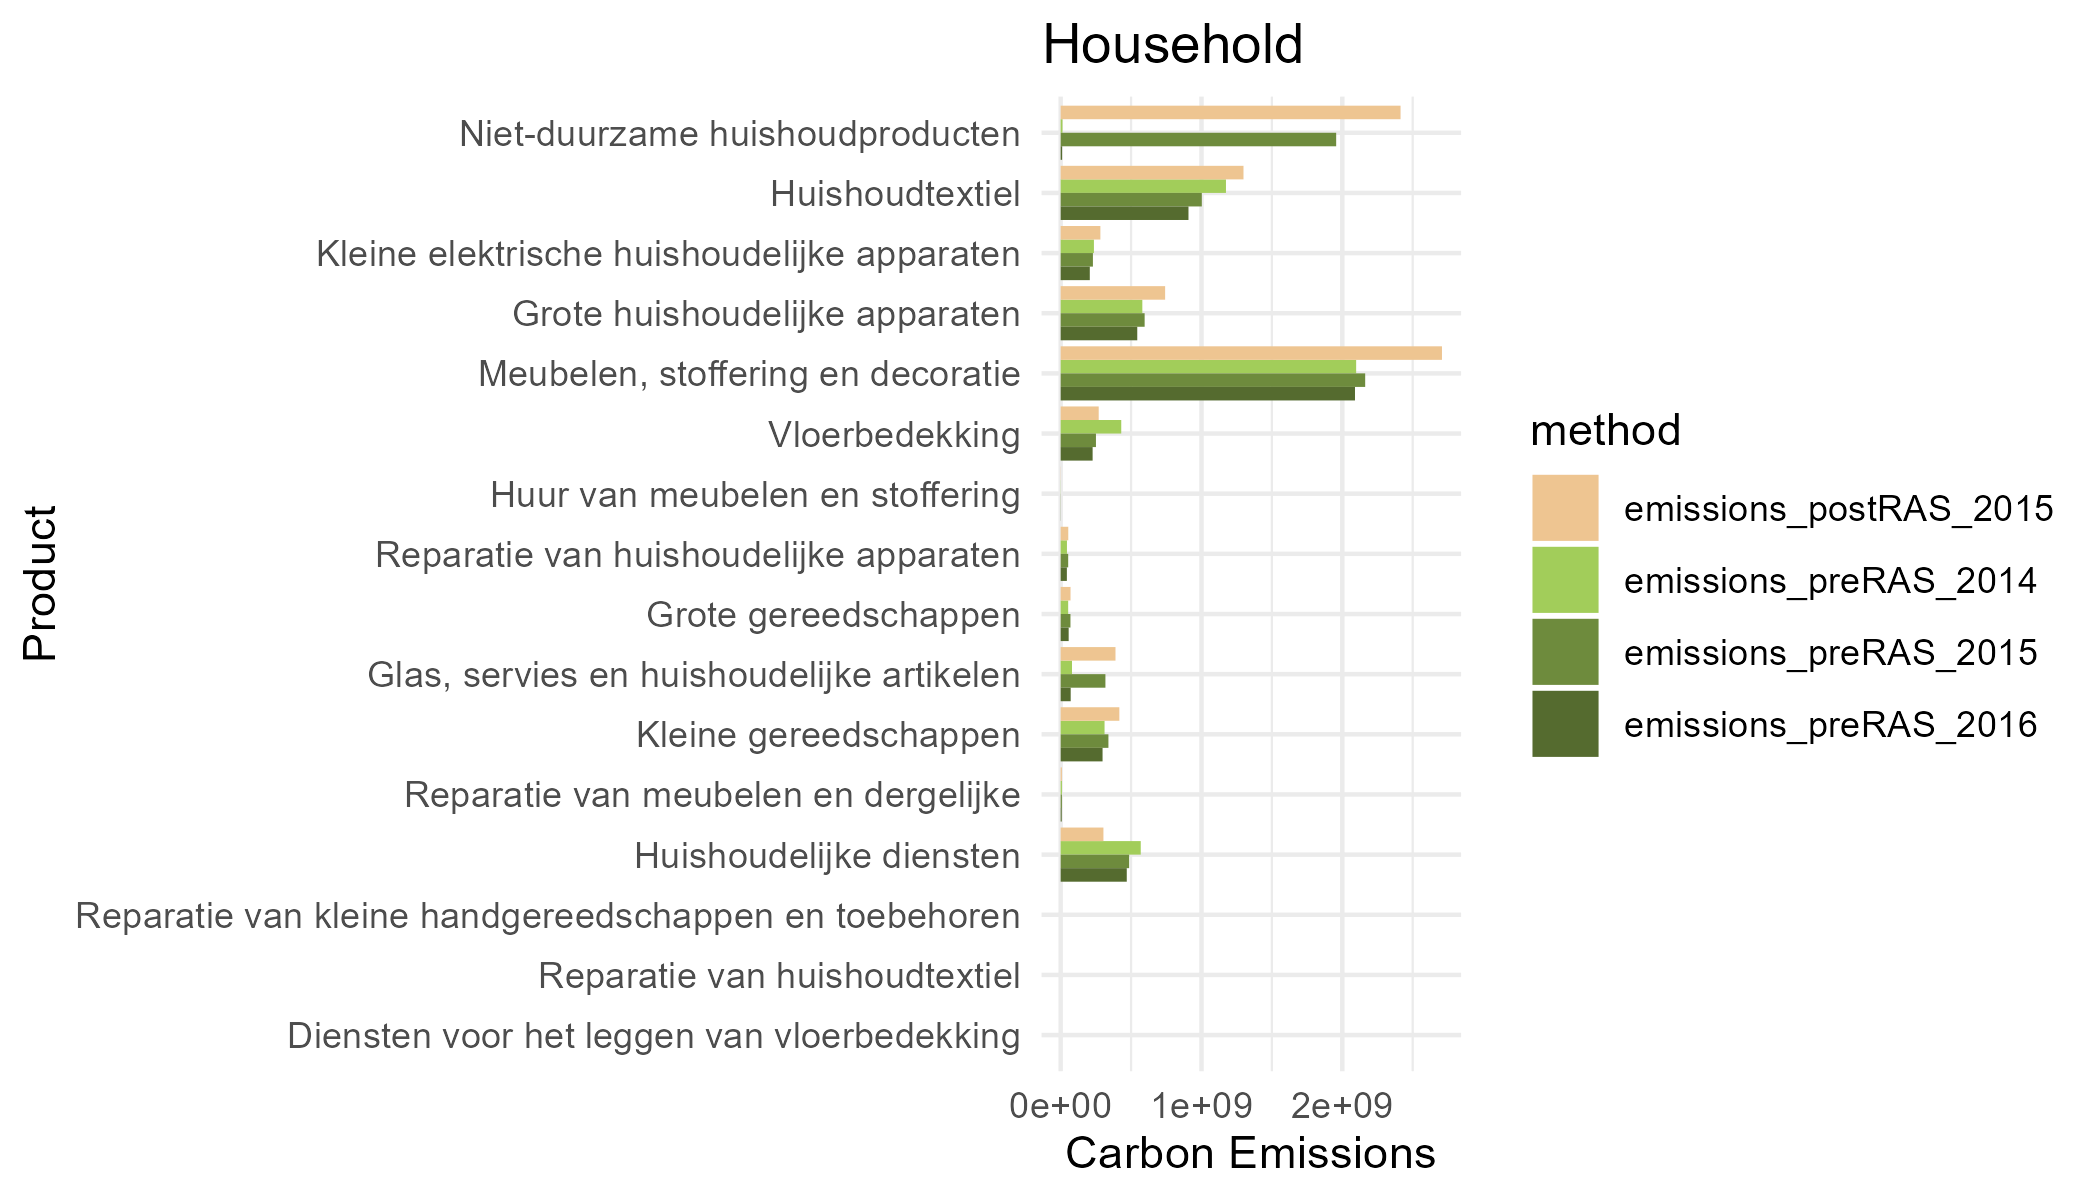 Household
Product
Niet-duurzame huishoudproducten
Huishoudtextiel
Kleine elektrische huishoudelijke apparaten
Grote huishoudelijke apparaten
Meubelen, stoffering en decoratie
Vloerbedekking
Huur van meubelen en stoffering
Reparatie van huishoudelijke apparaten
Grote gereedschappen
Glas, servies en huishoudelijke artikelen
Kleine gereedschappen
Reparatie van meubelen en dergelijke
Huishoudelijke diensten
Reparatie van kleine handgereedschappen en toebehoren
Reparatie van huishoudtextiel
Diensten voor het leggen van vloerbedekking
0e+00 1e+09 2e+09
Carbon Emissions
method
emissions_postRAS_2015
emissions_preRAS_2014
emissions_preRAS_2015
emissions_preRAS_2016